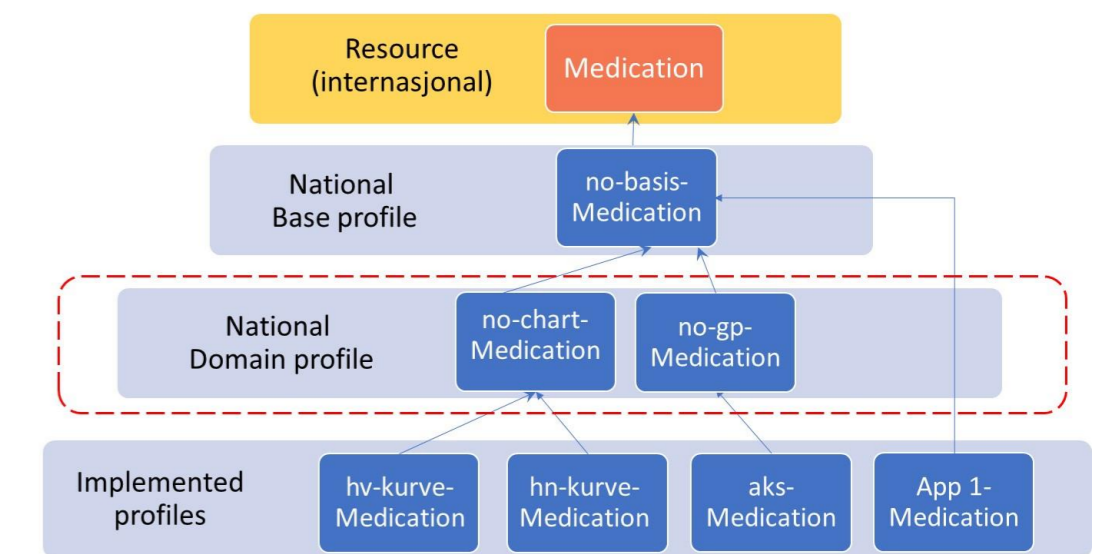 Resource
(internasjonal)
Medication
National
Base profile
no-basis-
Medication
National
Domain profile
no-chart-
Medication
no-gp-
Medication
Implemented
profiles
hv-kurve-
Medication
hn-kurve-
Medication
aks-
Medication
App 1-
Medication